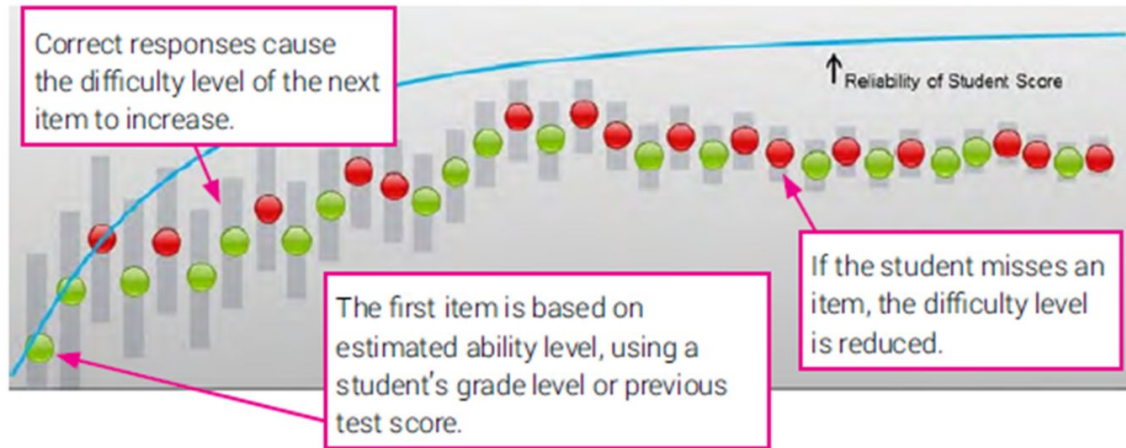 Correct responses cause
the difficulty level of the next
item to increase.
Reliability of Student Score
The first item is based on
estimated ability level, using a
student's grade level or previous
test score.
If the student misses an
item, the difficulty level
is reduced.